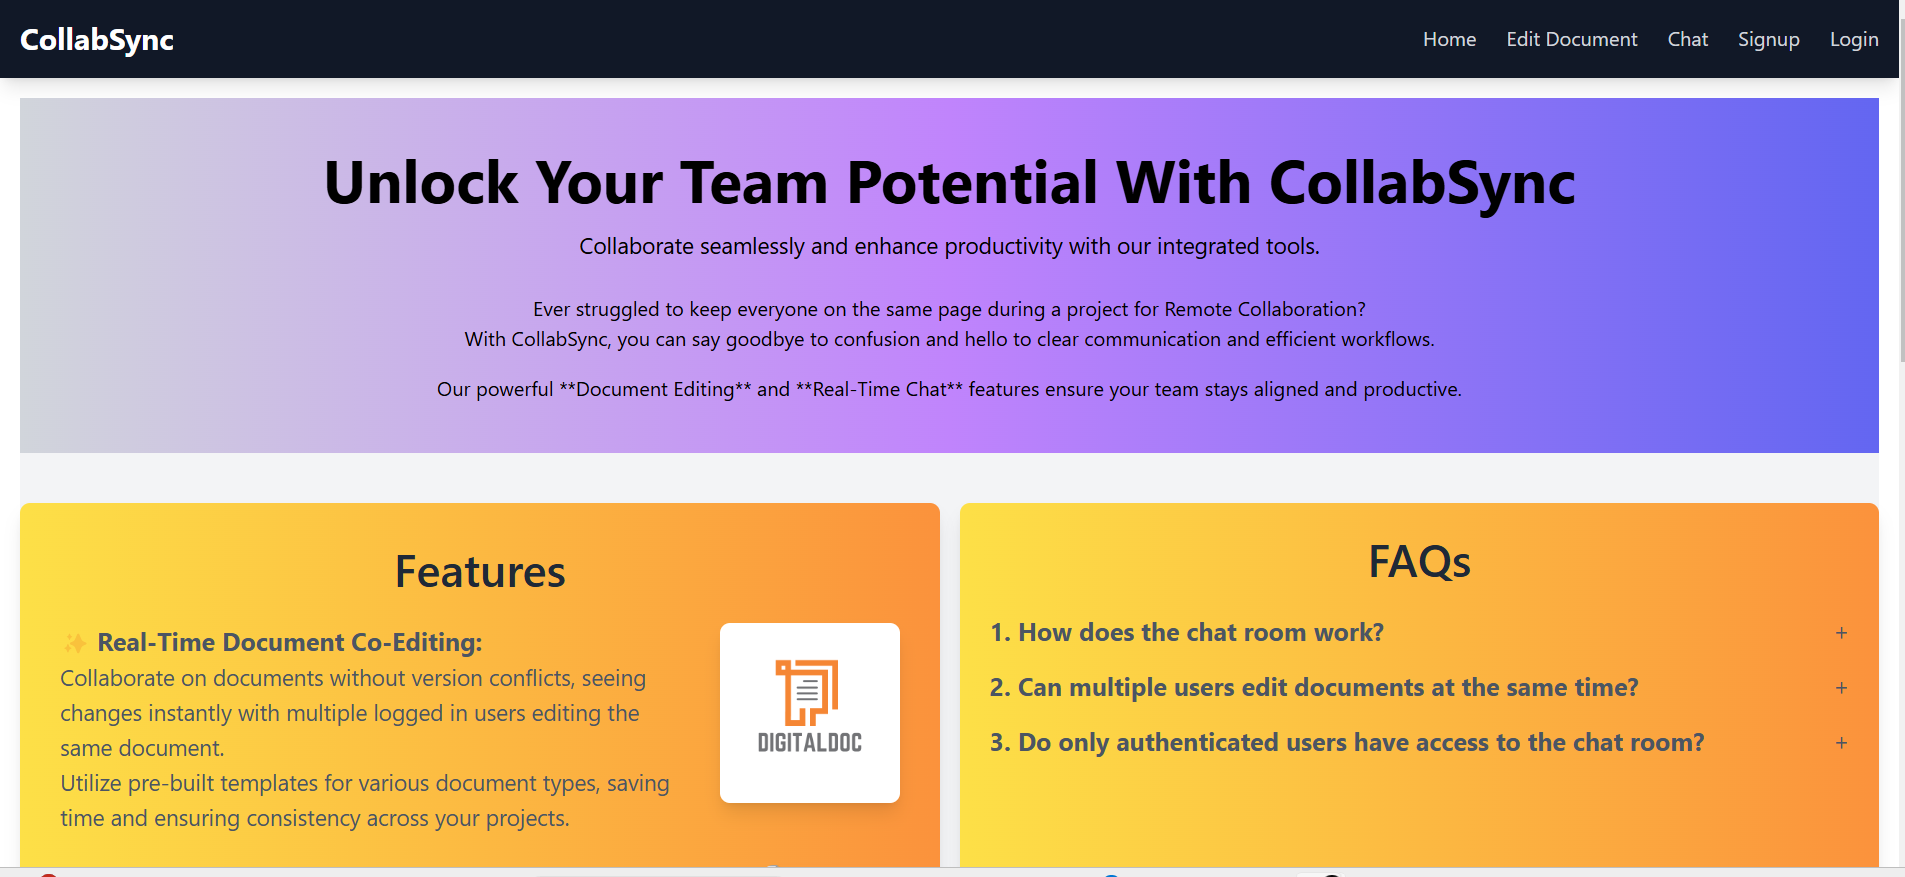 CollabSync
Home
Edit Document
Chat
Signup
Login
Unlock Your Team Potential With CollabSync
Collaborate seamlessly and enhance productivity with our integrated tools.
Ever struggled to keep everyone on the same page during a project for Remote Collaboration?
With CollabSync, you can say goodbye to confusion and hello to clear communication and efficient workflows.
Our powerful **Document Editing** and **Real-Time Chat** features ensure your team stays aligned and productive.
Features
✨ Real-Time Document Co-Editing:
Collaborate on documents without version conflicts, seeing
changes instantly with multiple logged in users editing the
same document.
Utilize pre-built templates for various document types, saving
time and ensuring consistency across your projects.
DIGITALDOC
FAQs
1. How does the chat room work? +
2. Can multiple users edit documents at the same time? +
3. Do only authenticated users have access to the chat room? +